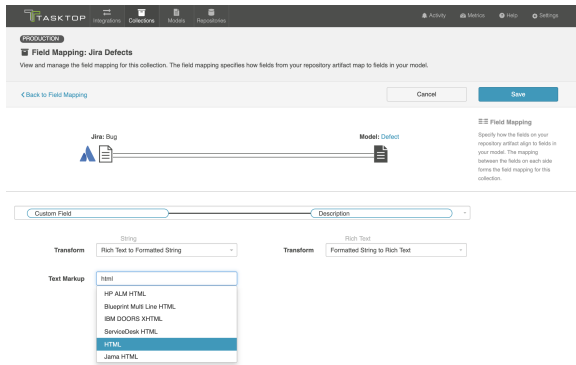 TASKTOP
Integrations Collections Models Repositories Activity Metrics Help Settings
PRODUCTION
Field Mapping: Jira Defects
View and manage the field mapping for this collection. The field mapping specifies how fields from your repository artifact map to fields in your model.
< Back to Field Mapping Cancel Save
Field Mapping
Specify how the fields on your
repository artifact align to fields in
your model. The mapping
between the fields on each side
forms the field mapping for this
collection.
Jira: Bug Model: Defect
Custom Field Description
String Rich Text
Transform Rich Text to Formatted String Transform Formatted String to Rich Text
Text Markup html
HP ALM HTML
Blueprint Multi Line HTML
IBM DOORS XHTML
ServiceDesk HTML
HTML
Jama HTML